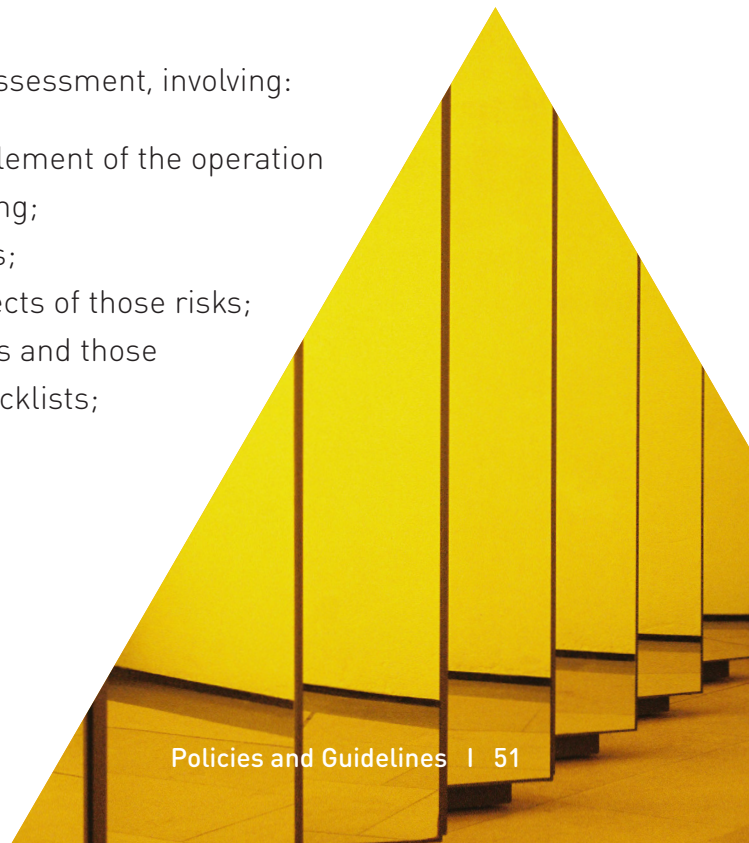 ssessment, involving:
lement of the operation
ng;
s;
ects of those risks;
s and those
cklists;
Policies and Guidelines | 51